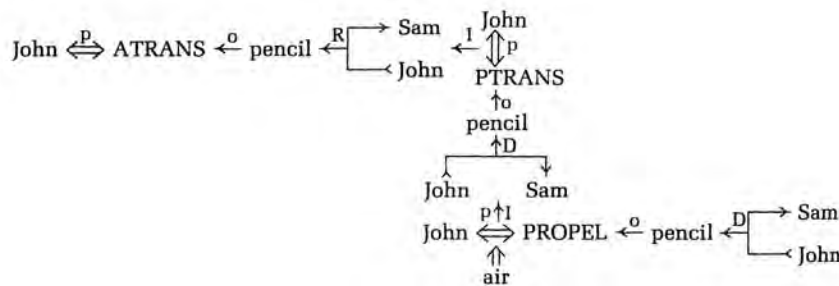 John p ATRANS o pencil R Sam John I John p PTRANS
o
pencil
D
John Sam
p I
John PROPEL o pencil D Sam John
air